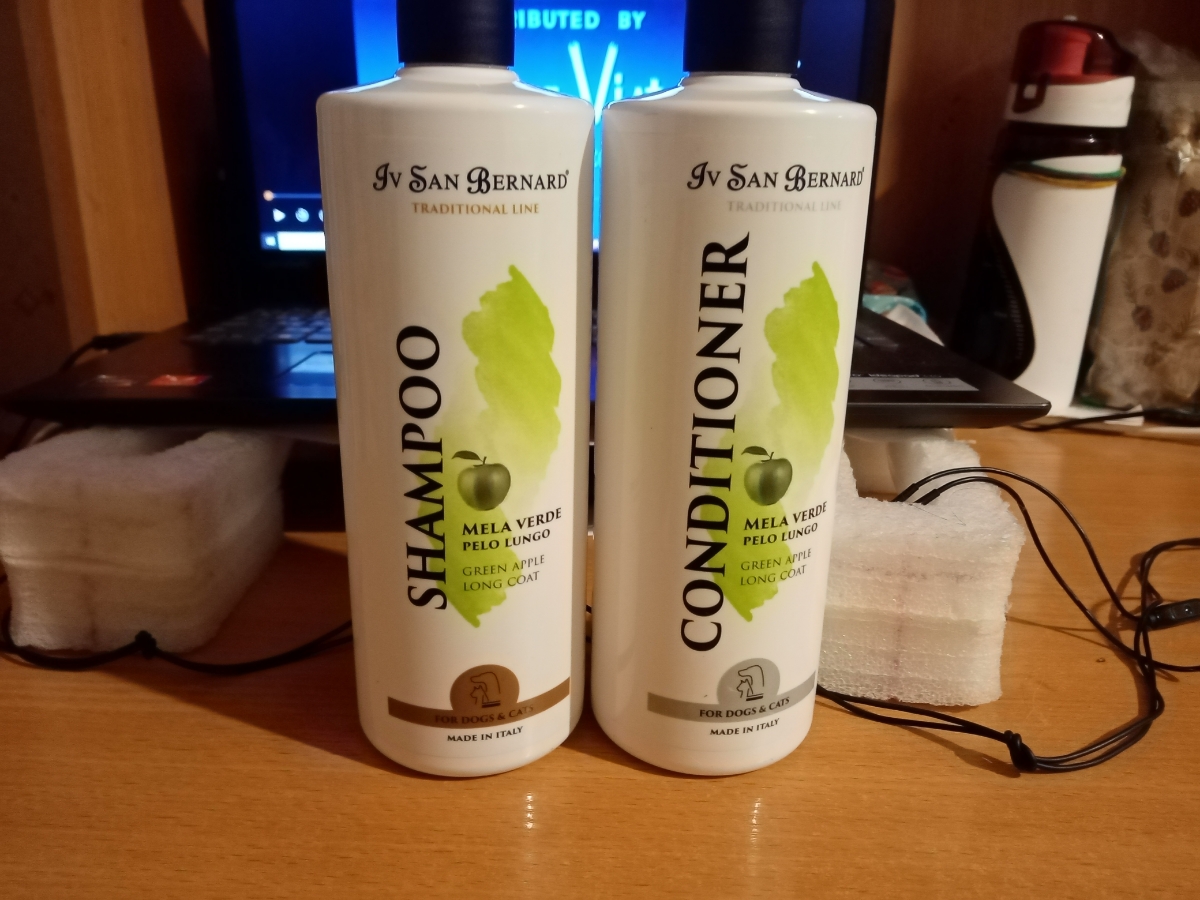 RIBUTED BY
IV SAN BERNARD®
TRADITIONAL LINE
SHAMPOO
MELA VERDE
PELO LUNGO
GREEN APPLE
LONG COAT
FOR DOGS & CATS
MADE IN ITALY
IV SAN BERNARD®
TRADITIONAL LINE
CONDITIONER
MELA VERDE
PELO LUNGO
GREEN APPLE
LONG COAT
FOR DOGS & CATS
MADE IN ITALY